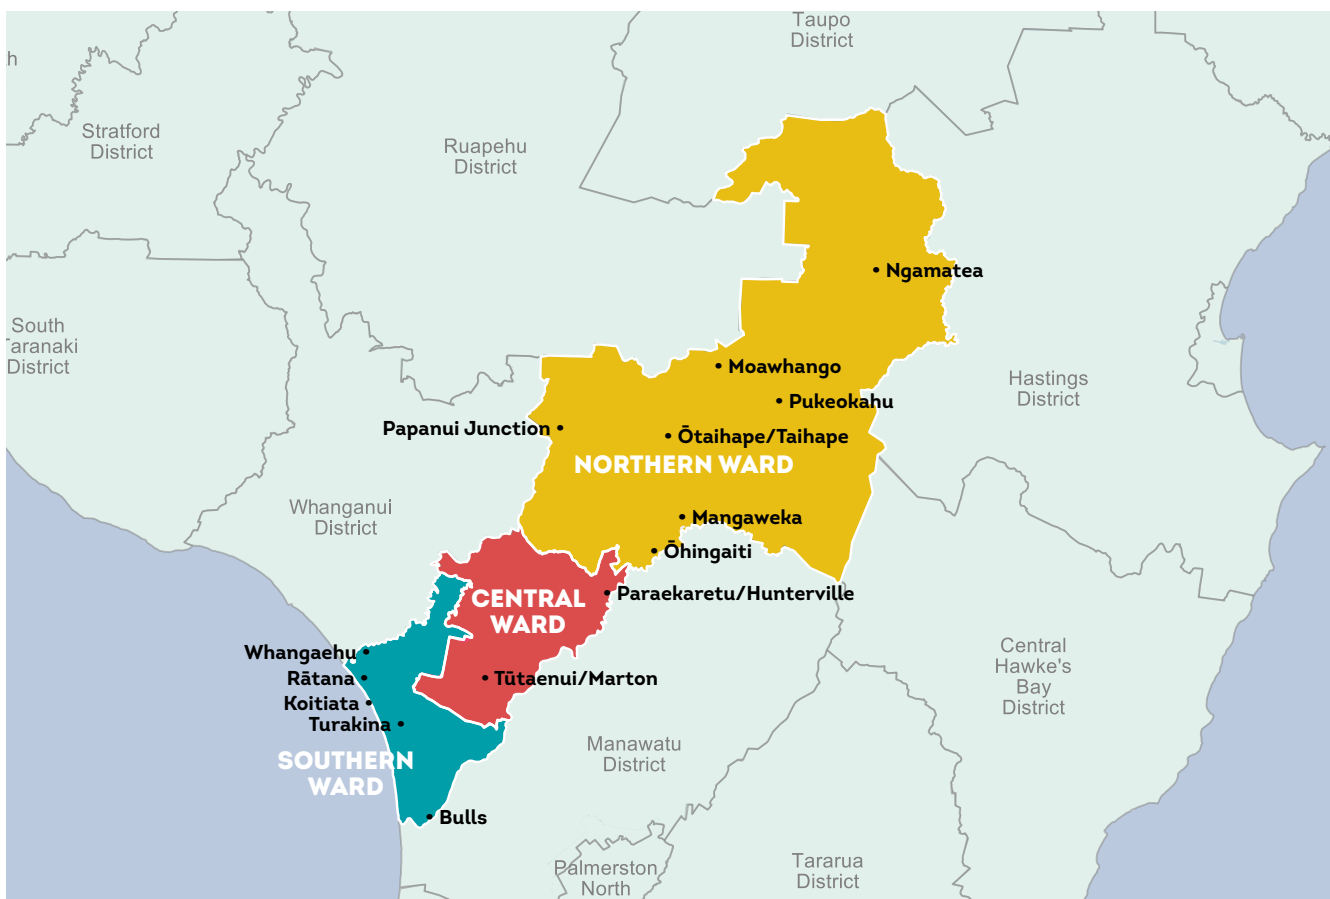 Taupo
District
h
Stratford
District
Ruapehu
District
Ngamatea
South
Taranaki
District
Moawhango
Hastings
District
Pukeokahu
Papanui Junction
Ōtaihape/Taihape
NORTHERN WARD
Whanganui
District
Mangaweka
Ōhingaiti
Paraekaretu/Hunterville
CENTRAL
WARD
Whangaehu
Rātana
Tūtaenui/Marton
Koitiata
Turakina
Central
Hawke's
Bay
District
Manawatu
District
SOUTHERN
WARD
Bulls
Palmerston
North
Tararua
District